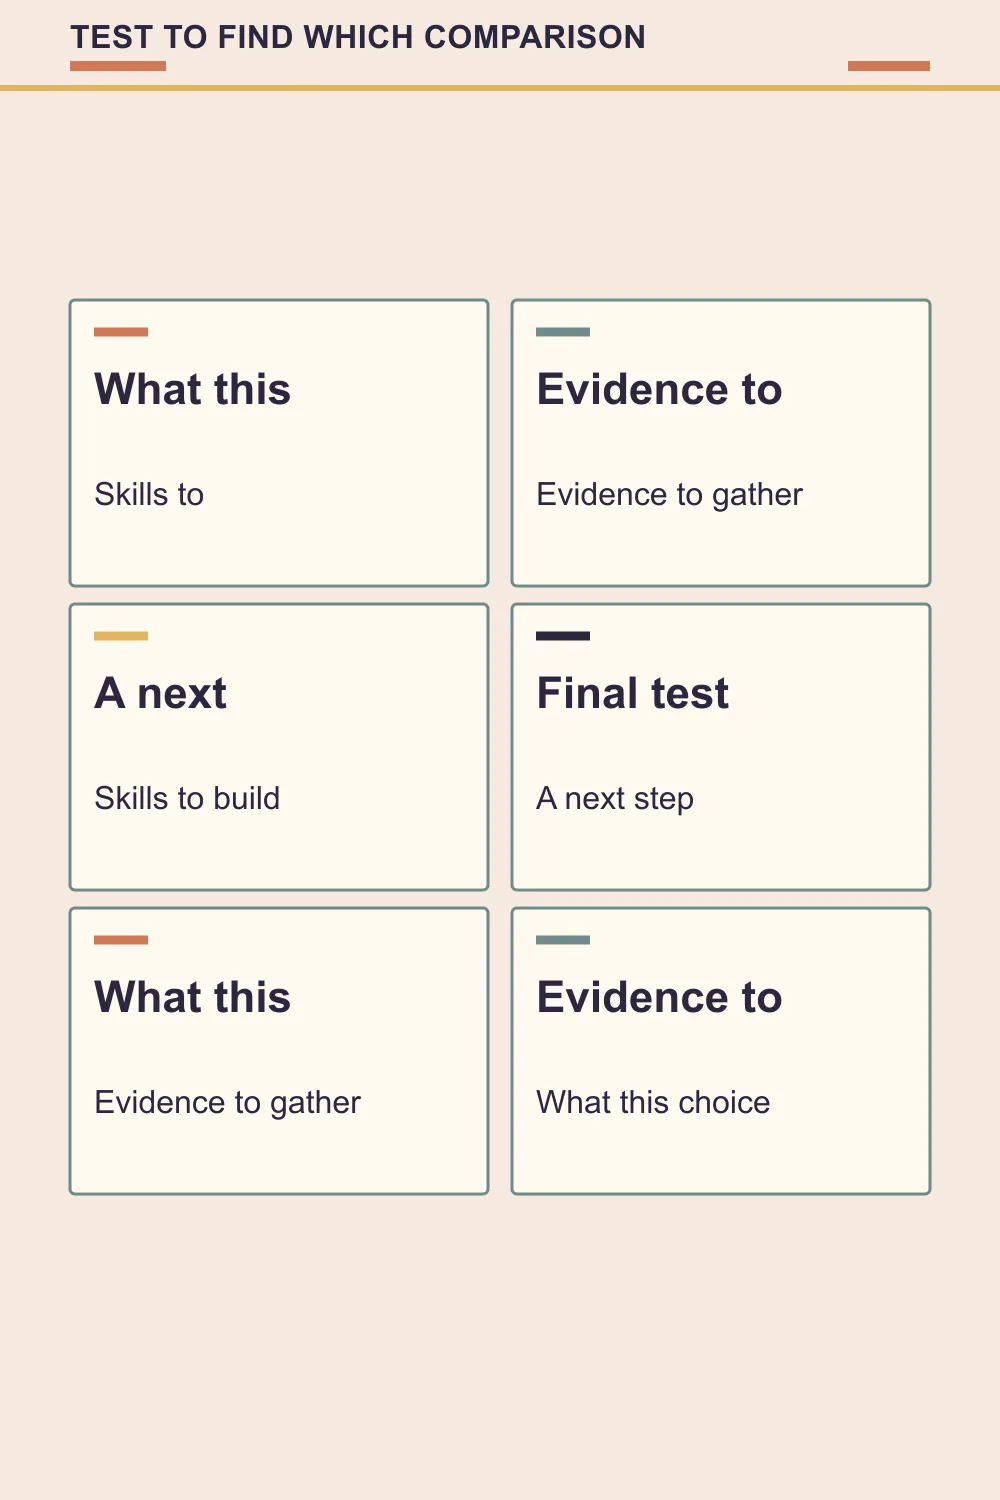 TEST TO FIND WHICH COMPARISON
What this
Skills to
Evidence to
Evidence to gather
A next
Skills to build
Final test
A next step
What this
Evidence to gather
Evidence to
What this choice